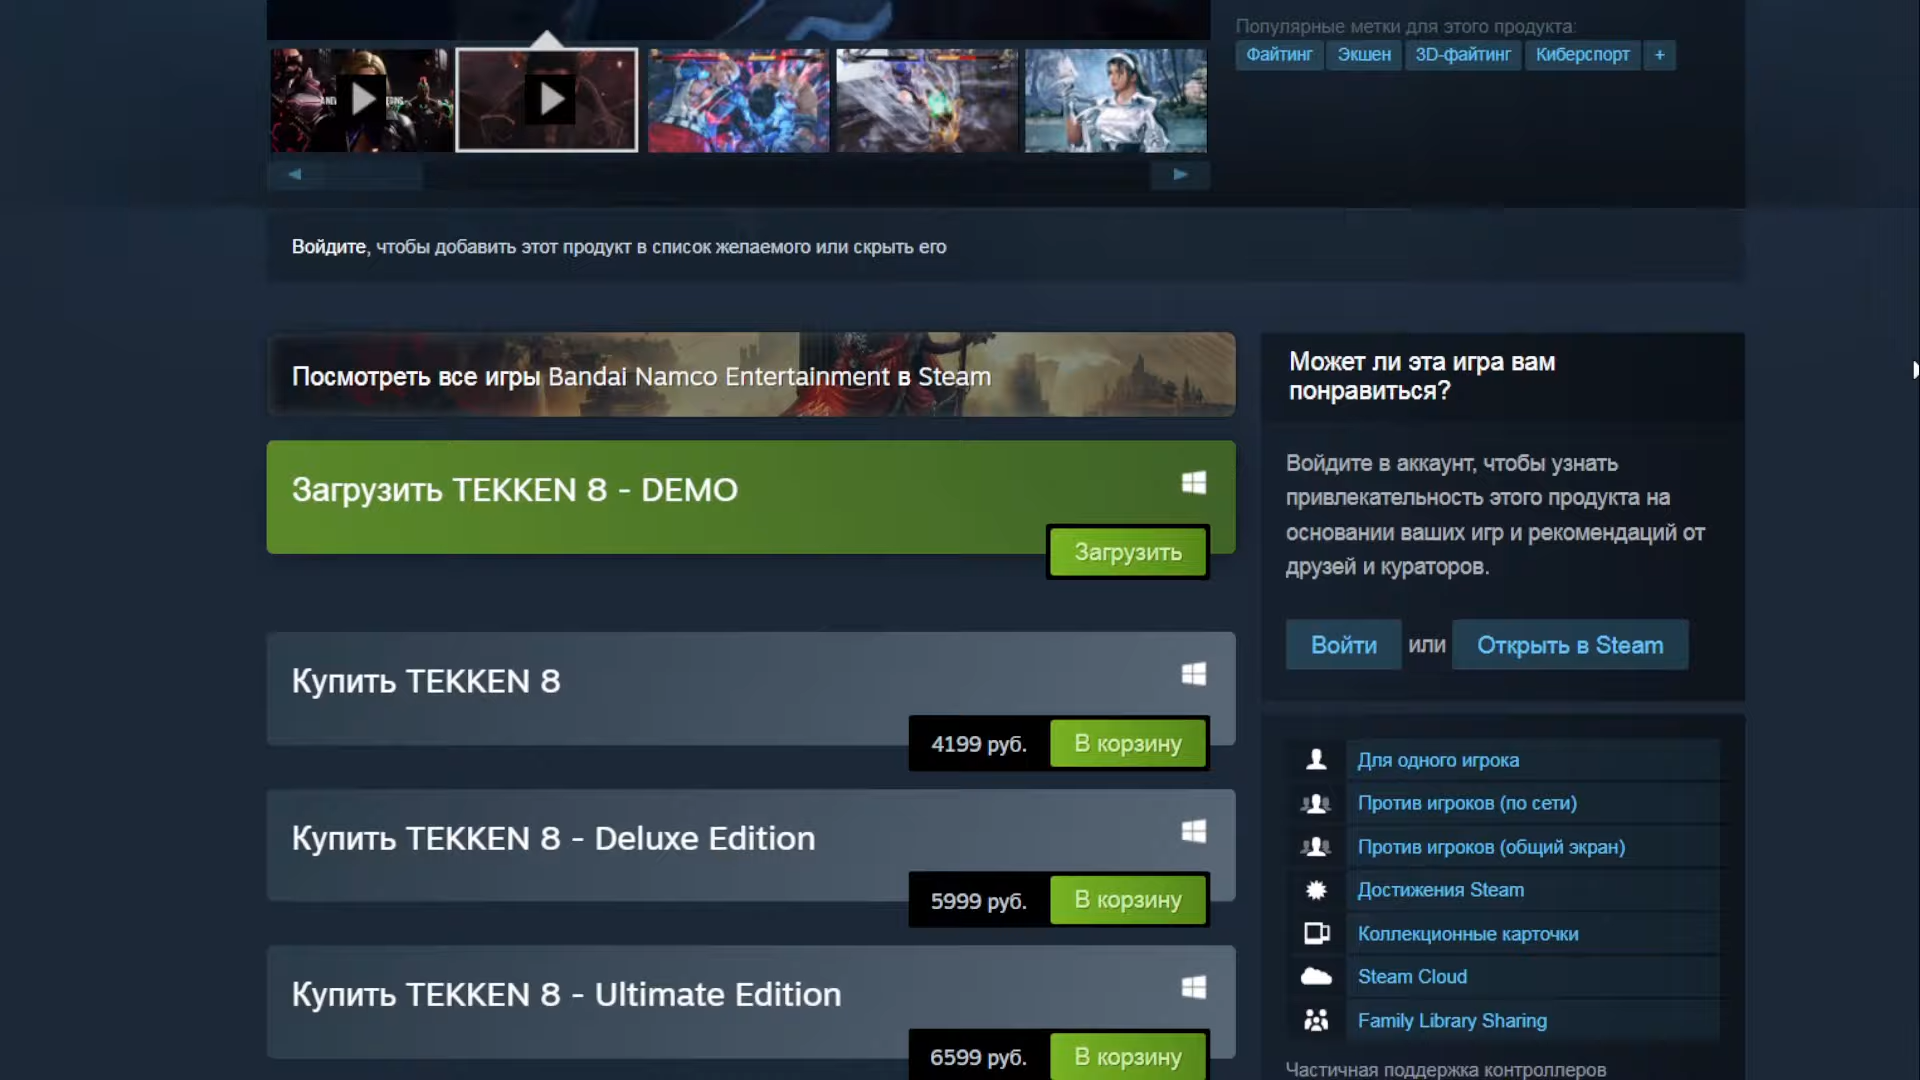 Популярные метки для этого продукта:
Файтинг
Экшен
3D-файтинг
Киберспорт
+
Войдите, чтобы добавить этот продукт в список желаемого или скрыть его
Посмотреть все игры Bandai Namco Entertainment в Steam
Загрузить TEKKEN 8 - DEMO
Загрузить
Купить TEKKEN 8
4199 руб.
В корзину
Купить TEKKEN 8 - Deluxe Edition
5999 руб.
В корзину
Купить TEKKEN 8 - Ultimate Edition
6599 руб.
В корзину
Может ли эта игра вам
понравиться?
Войдите в аккаунт, чтобы узнать
привлекательность этого продукта на
основании ваших игр и рекомендаций от
друзей и кураторов.
Войти или Открыть в Steam
Для одного игрока
Против игроков (по сети)
Против игроков (общий экран)
Достижения Steam
Коллекционные карточки
Steam Cloud
Family Library Sharing
Частичная поддержка контроллеров